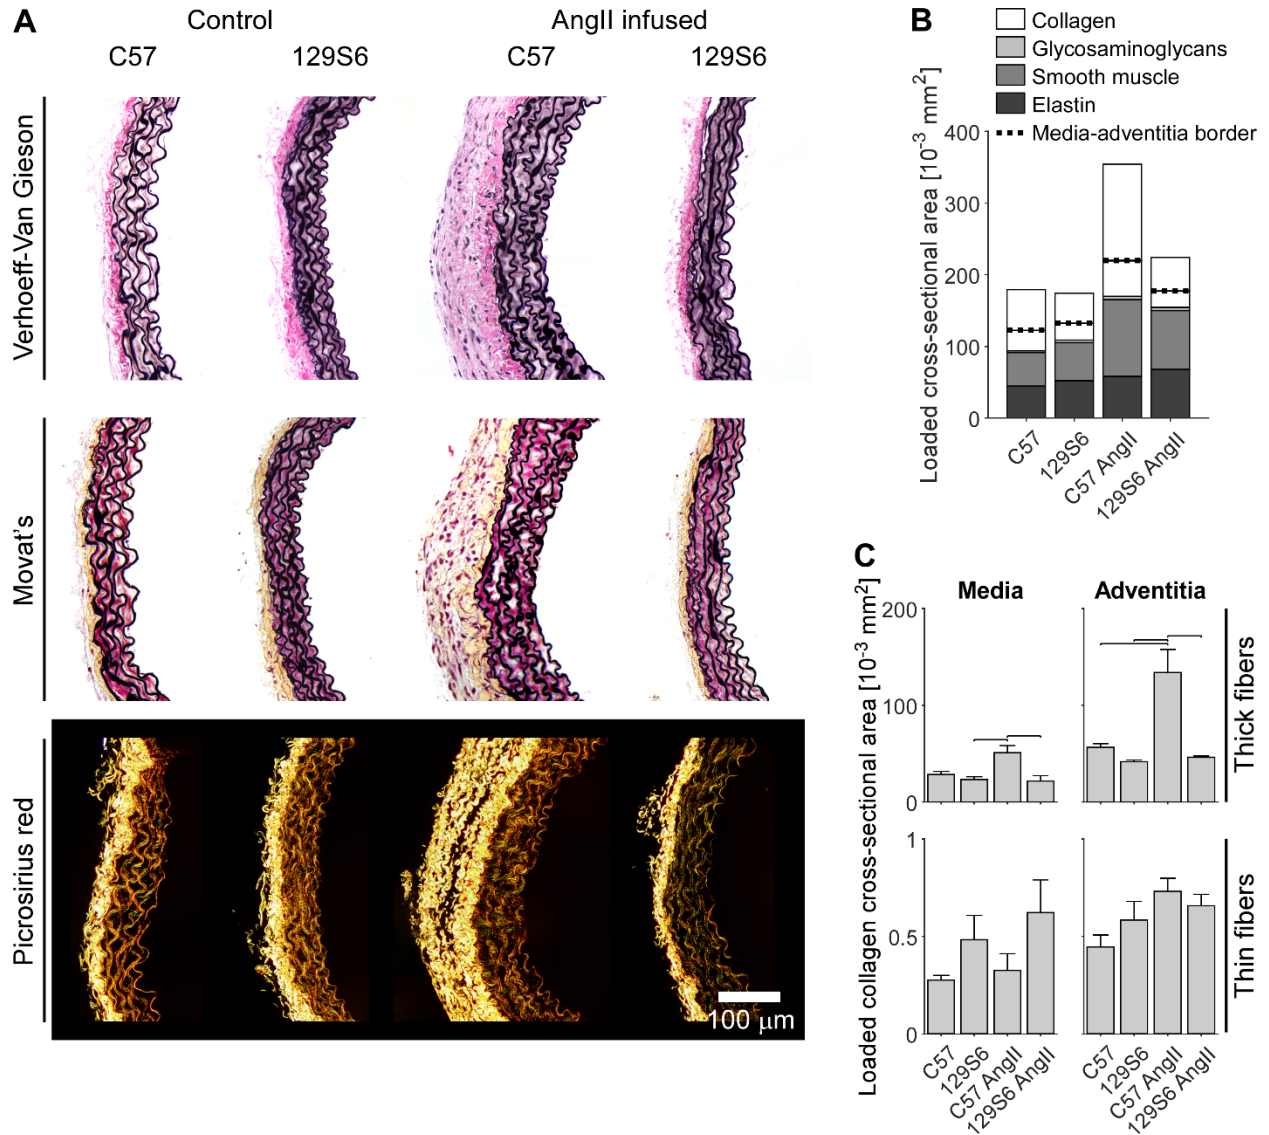 A
Control
AngII infused
C57
129S6
C57
129S6
Verhoeff-Van Gieson
Movat's
Picrosirius red
100 μm
B
Collagen
Glycosaminoglycans
Smooth muscle
Elastin
Media-adventitia border
Loaded cross-sectional area [10⁻³ mm²]
400
300
200
100
0
C57
129S6
C57 AngII
129S6 AngII
C
Media
Adventitia
Loaded collagen cross-sectional area [10⁻³ mm²]
200
100
0
Thick fibers
1
0.5
0
Thin fibers
C57
129S6
C57 AngII
129S6 AngII
C57
129S6
C57 AngII
129S6 AngII